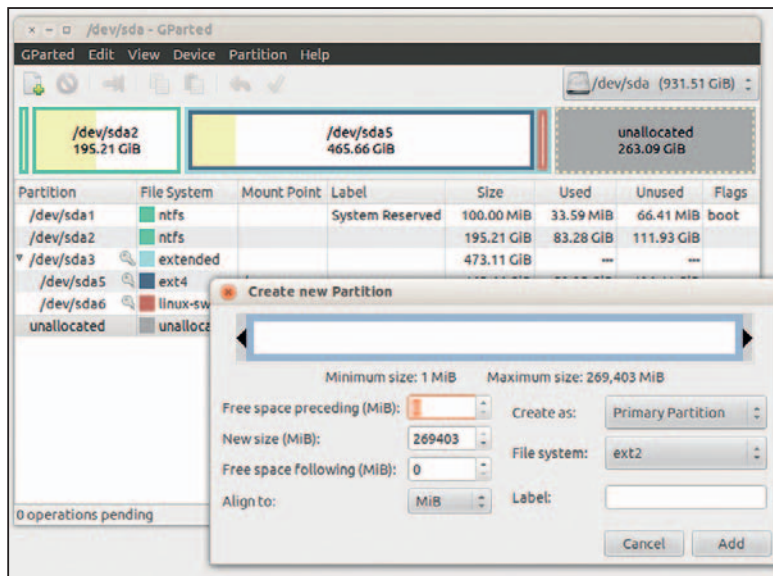 /dev/sda - GParted
GParted Edit View Device Partition Help
/dev/sda (931.51 GiB)
/dev/sda2
195.21 GiB
/dev/sda5
465.66 GiB
unallocated
263.09 GiB
Partition File System Mount Point Label Size Used Unused Flags
/dev/sda1 ntfs System Reserved 100.00 MiB 33.59 MiB 66.41 MiB boot
/dev/sda2 ntfs 195.21 GiB 83.28 GiB 111.93 GiB
/dev/sda3 extended 473.11 GiB --- ---
/dev/sda5 ext4
/dev/sda6 linux-sw
unallocated unalloca
Create new Partition
Minimum size: 1 MiB Maximum size: 269,403 MiB
Free space preceding (MiB):
Create as: Primary Partition
New size (MiB): 269403
File system: ext2
Free space following (MiB): 0
Align to: MiB
Label:
Cancel Add
0 operations pending